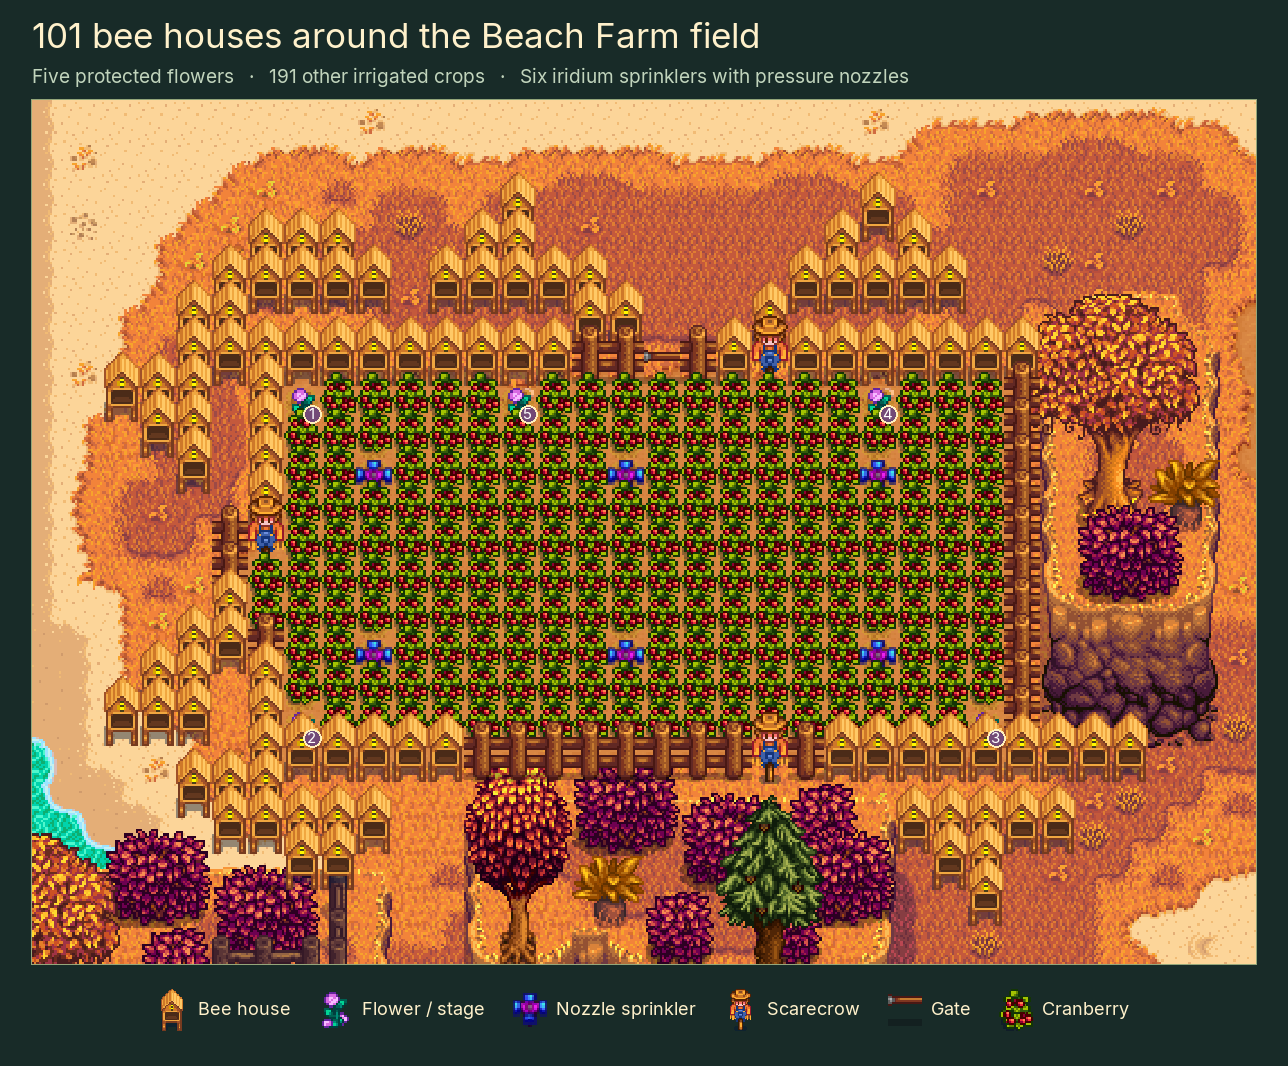 101 bee houses around the Beach Farm field
Five protected flowers · 191 other irrigated crops · Six iridium sprinklers with pressure nozzles
1
5
4
2
3
Bee house
Flower / stage
Nozzle sprinkler
Scarecrow
Gate
Cranberry